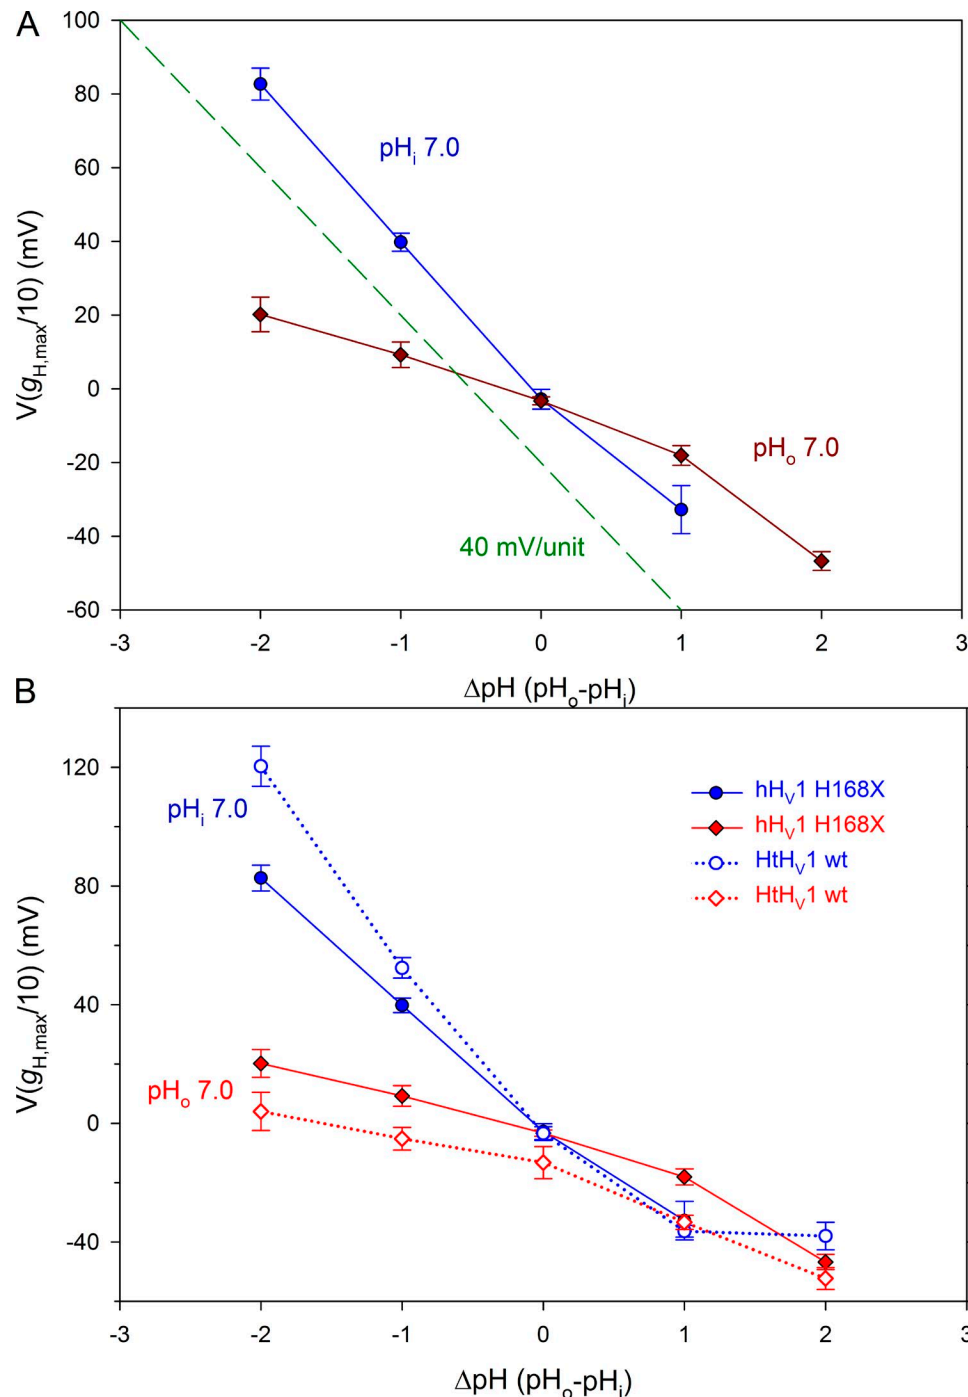 A
100
80
60
40
20
0
-20
-40
-60
V(gH,max/10) (mV)
pHi 7.0
pHo 7.0
40 mV/unit
-3 -2 -1 0 1 2 3
ΔpH (pHo-pHi)
B
120
80
40
0
-40
V(gH,max/10) (mV)
pHi 7.0
pHo 7.0
hHV1 H168X
hHV1 H168X
HtHV1 wt
HtHV1 wt
-3 -2 -1 0 1 2 3
ΔpH (pHo-pHi)